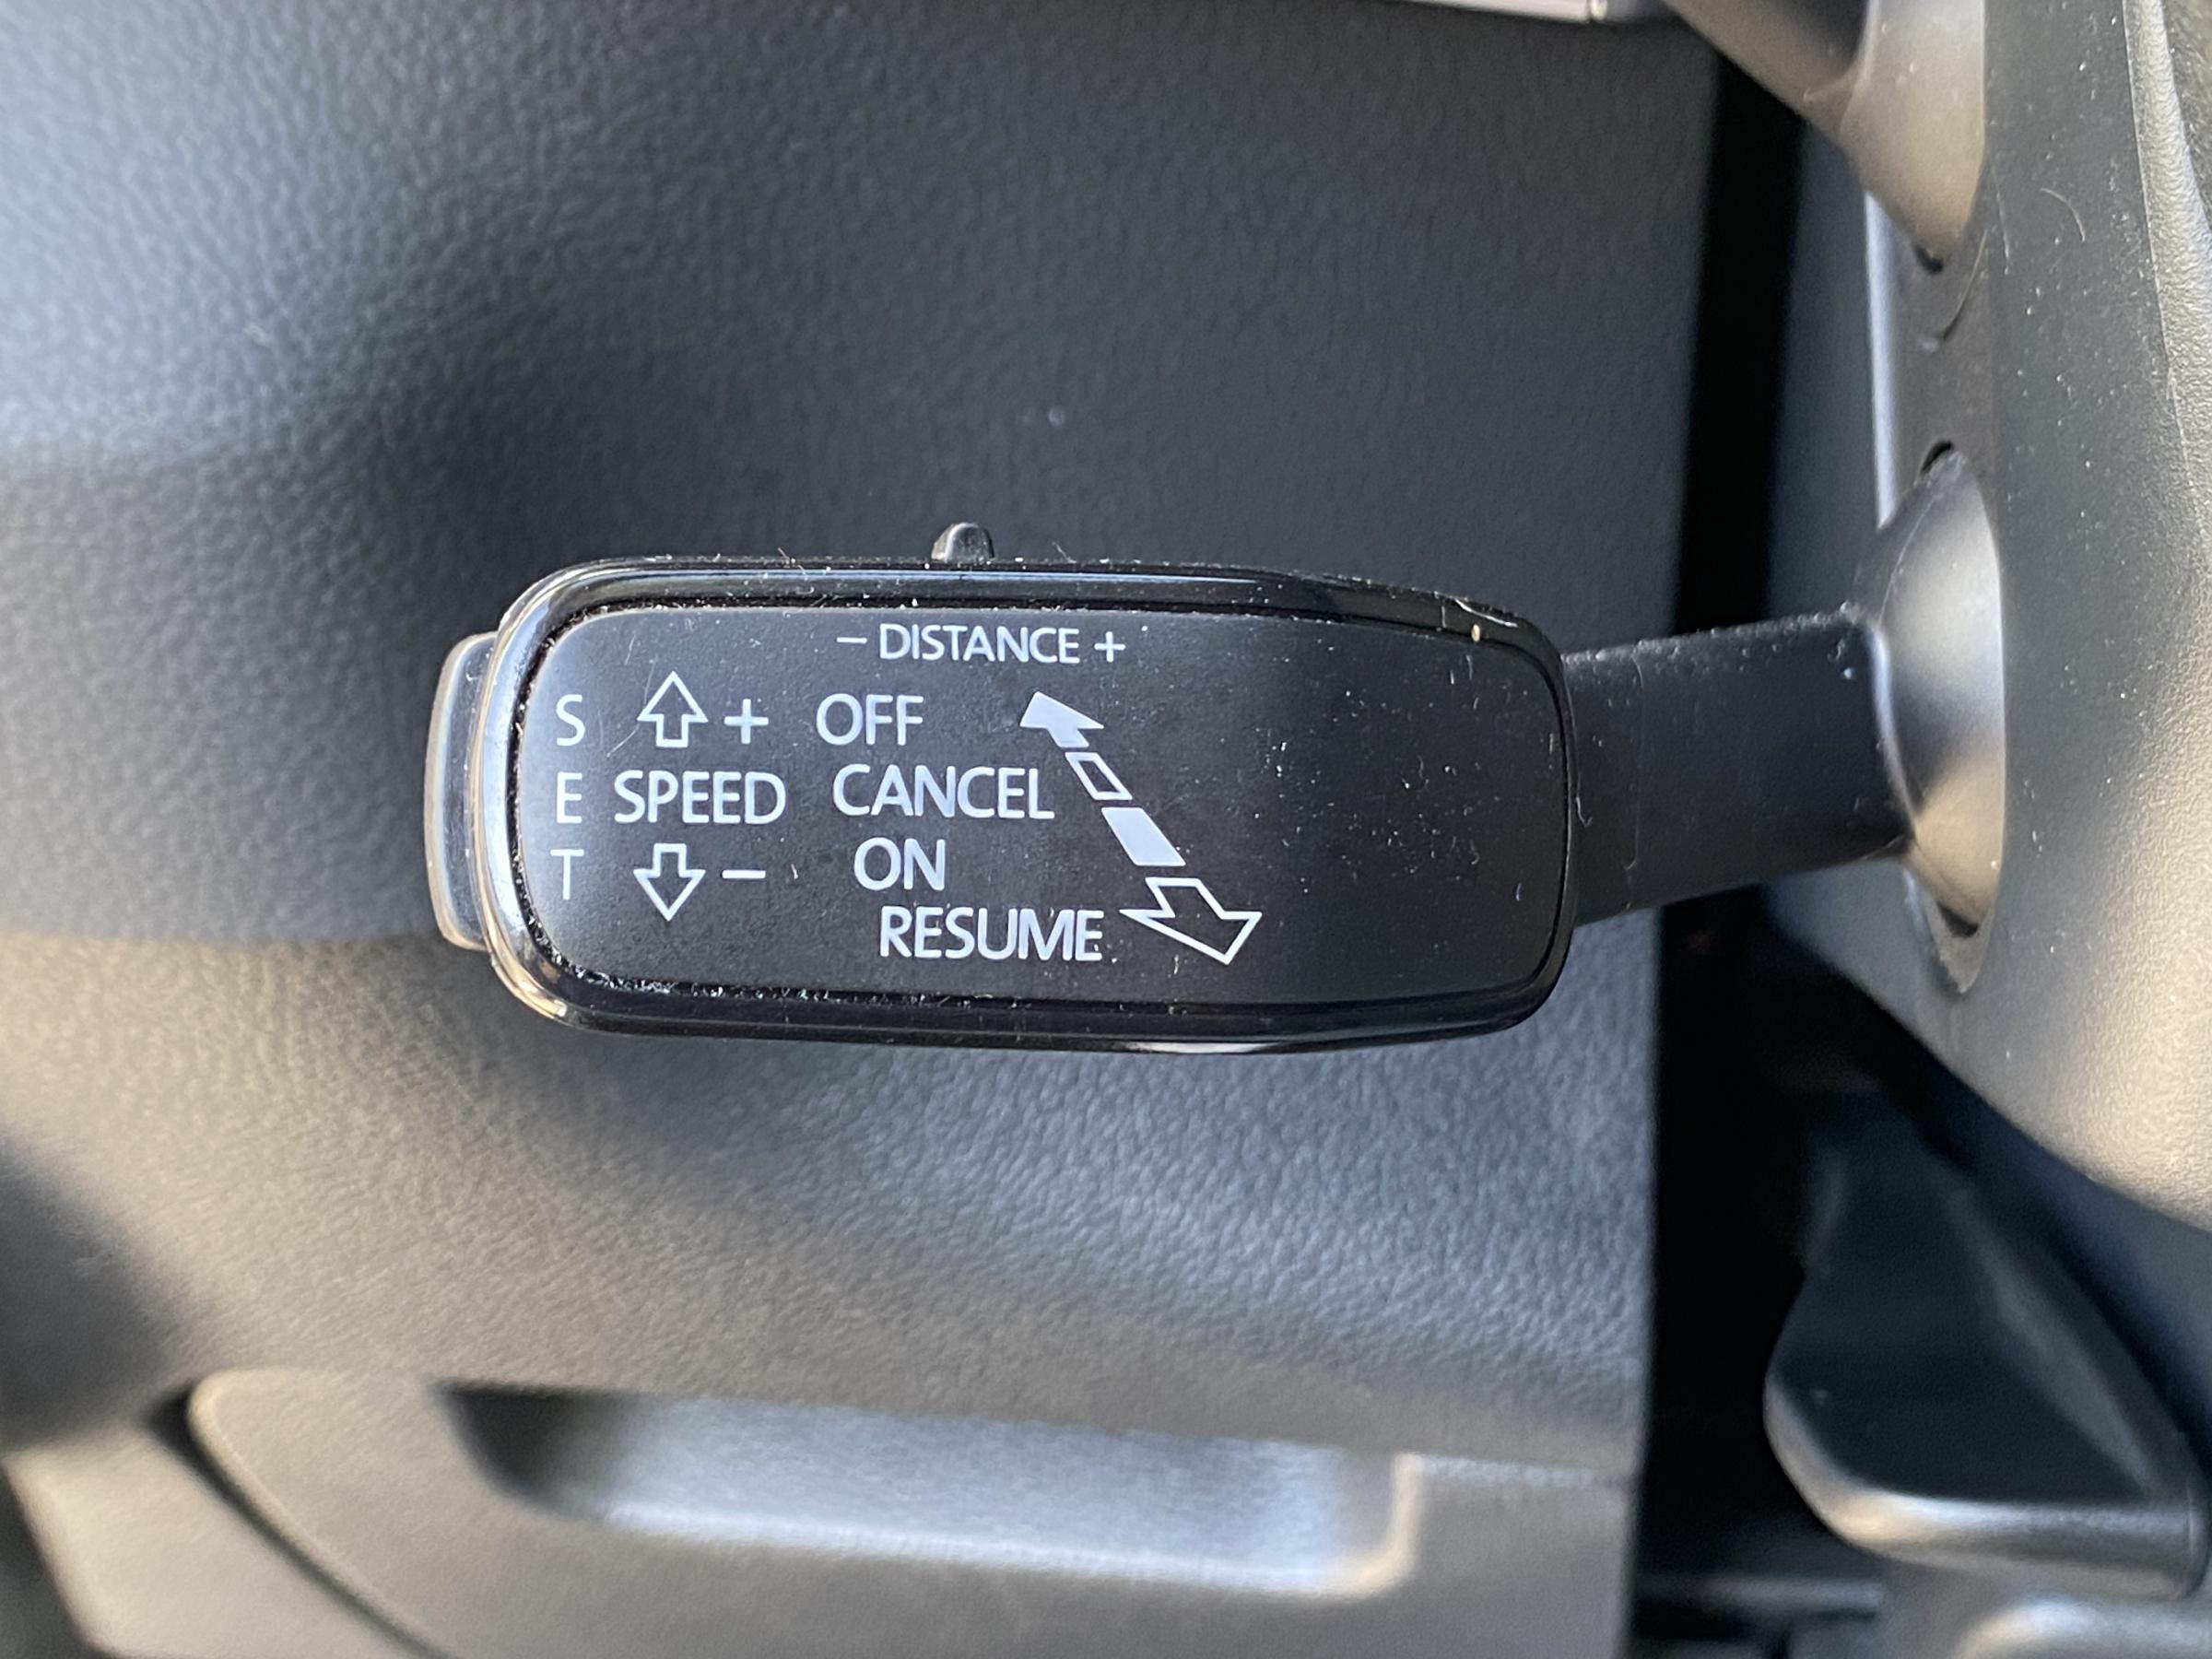 – DISTANCE +
S + OFF
E SPEED CANCEL
T – ON
RESUME